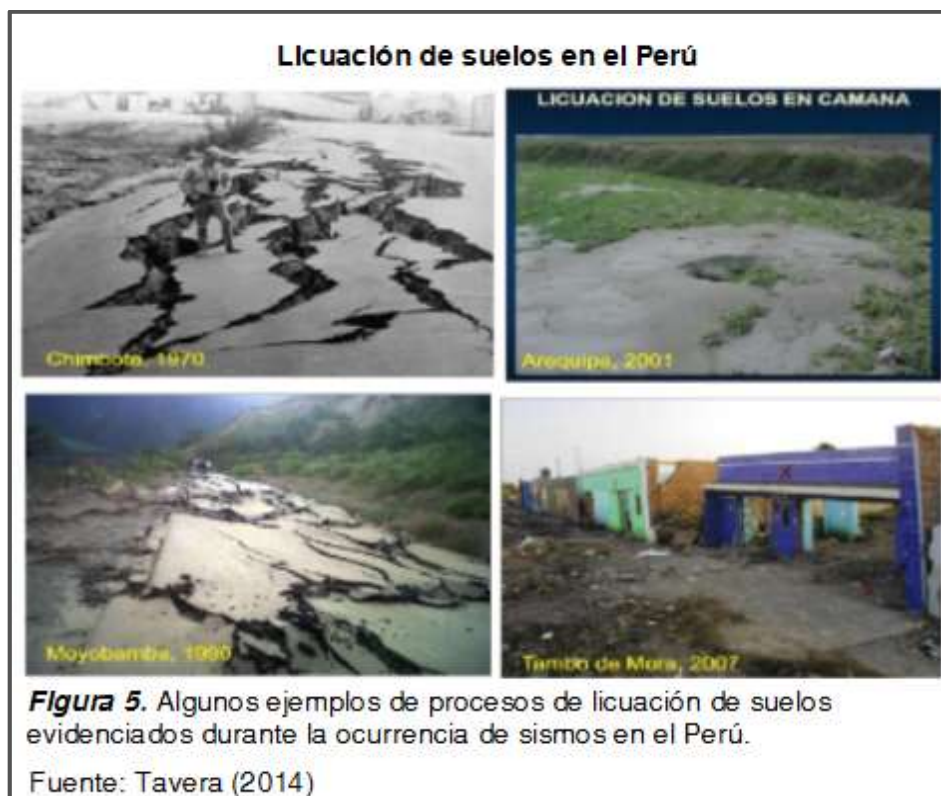 Licuación de suelos en el Perú
LICUACION DE SUELOS EN CAMANA
Chimbote, 1970
Arequipa, 2001
Moyobamba, 1990
Tambo de Mora, 2007
Figura 5. Algunos ejemplos de procesos de licuación de suelos
evidenciados durante la ocurrencia de sismos en el Perú.
Fuente: Tavera (2014)